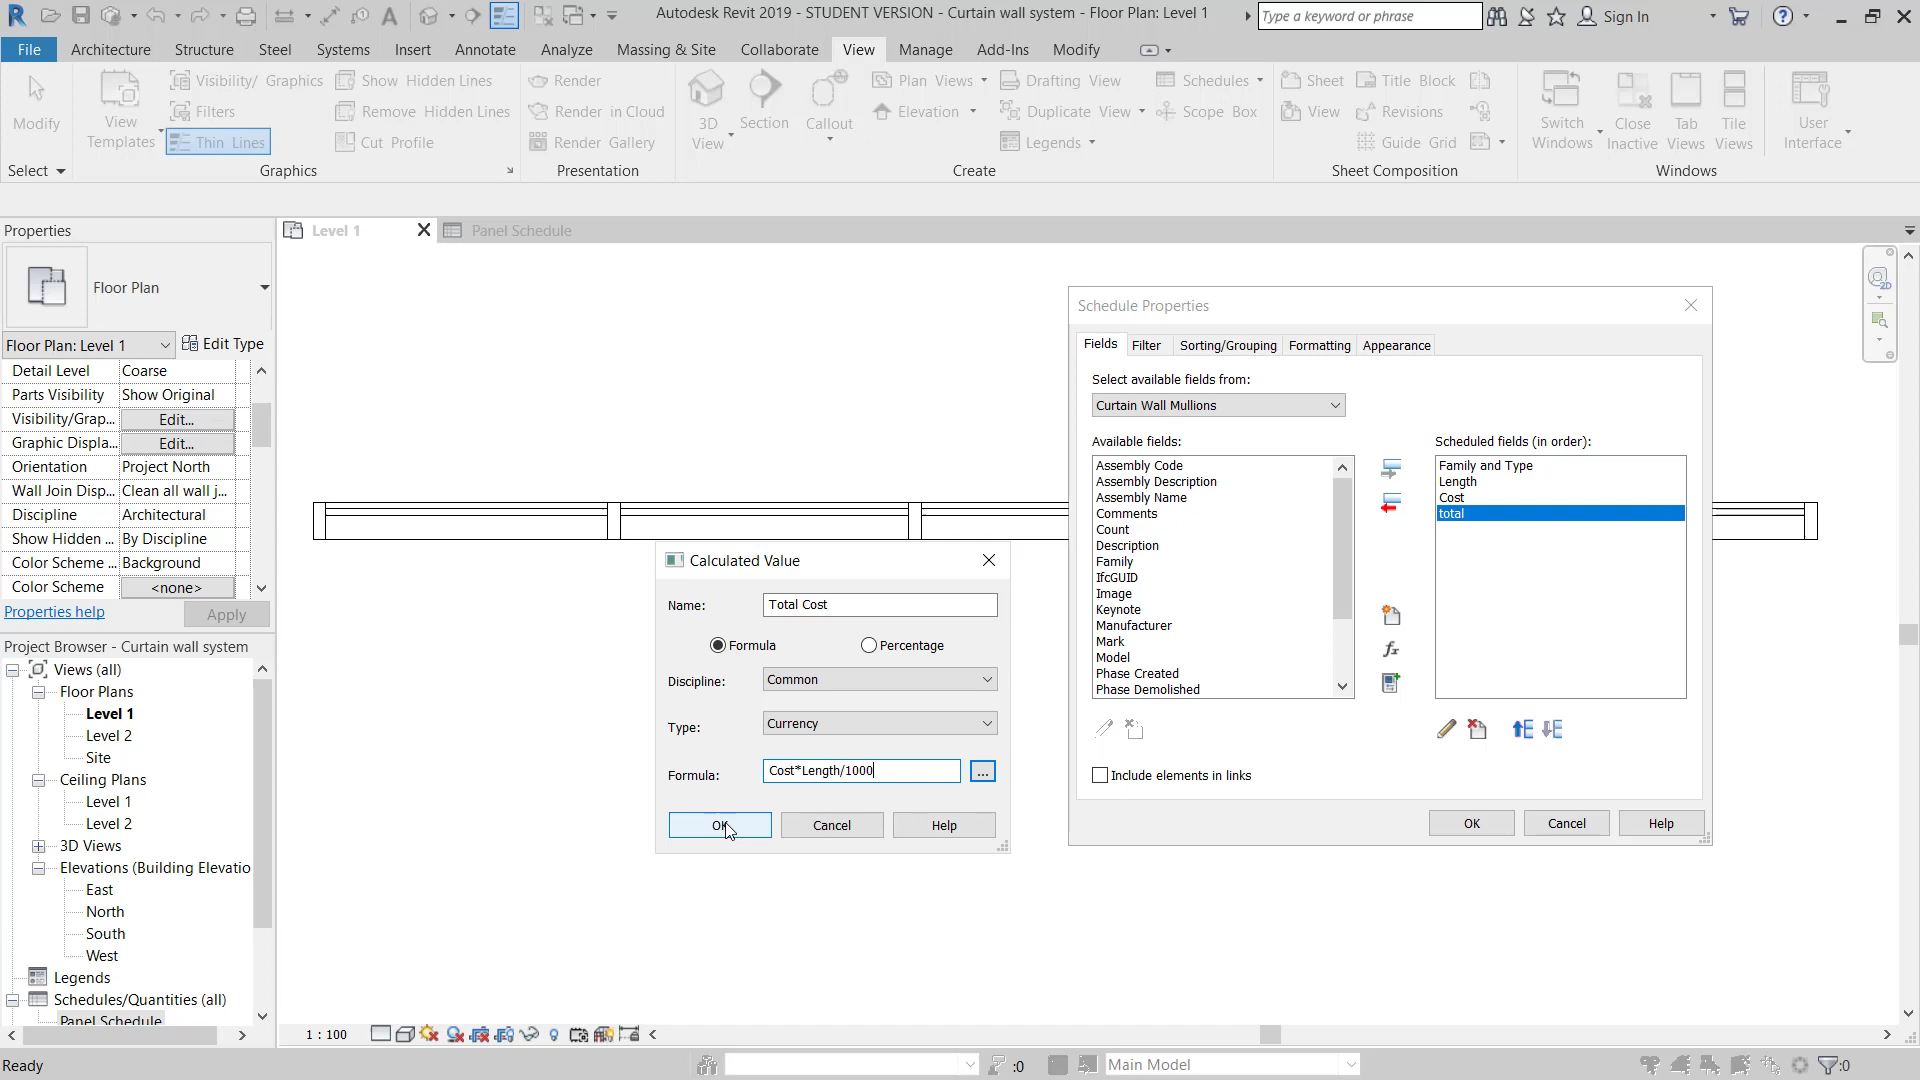 Autodesk Revit 2019 - STUDENT VERSION - Curtain wall system - Floor Plan: Level 1
Type a keyword or phrase
Sign In
File Architecture Structure Steel Systems Insert Annotate Analyze Massing & Site Collaborate View Manage Add-Ins Modify
Modify
View
Templates
Visibility/ Graphics
Filters
Thin Lines
Show Hidden Lines
Remove Hidden Lines
Cut Profile
Render
Render in Cloud
Render Gallery
3D
View
Section
Callout
Plan Views
Elevation
Drafting View
Duplicate View
Legends
Schedules
Scope Box
Sheet
View
Title Block
Revisions
Guide Grid
Switch
Windows
Close
Inactive
Tab
Views
Tile
Views
User
Interface
Select
Graphics
Presentation
Create
Sheet Composition
Windows
Properties
Level 1
Panel Schedule
Floor Plan
Floor Plan: Level 1
Edit Type
Detail Level Coarse
Parts Visibility Show Original
Visibility/Grap... Edit...
Graphic Displa... Edit...
Orientation Project North
Wall Join Disp... Clean all wall j...
Discipline Architectural
Show Hidden ... By Discipline
Color Scheme ... Background
Color Scheme <none>
Properties help
Apply
Project Browser - Curtain wall system
Views (all)
Floor Plans
Level 1
Level 2
Site
Ceiling Plans
Level 1
Level 2
3D Views
Elevations (Building Elevatio
East
North
South
West
Legends
Schedules/Quantities (all)
Panel Schedule
Calculated Value
Name: Total Cost
Formula
Percentage
Discipline: Common
Type: Currency
Formula: Cost*Length/1000
...
OK
Cancel
Help
Schedule Properties
Fields
Filter
Sorting/Grouping
Formatting
Appearance
Select available fields from:
Curtain Wall Mullions
Available fields:
Assembly Code
Assembly Description
Assembly Name
Comments
Count
Description
Family
IfcGUID
Image
Keynote
Manufacturer
Mark
Model
Phase Created
Phase Demolished
Scheduled fields (in order):
Family and Type
Length
Cost
total
fx
Include elements in links
OK
Cancel
Help
2D
1 : 100
Ready
:0
Main Model
:0